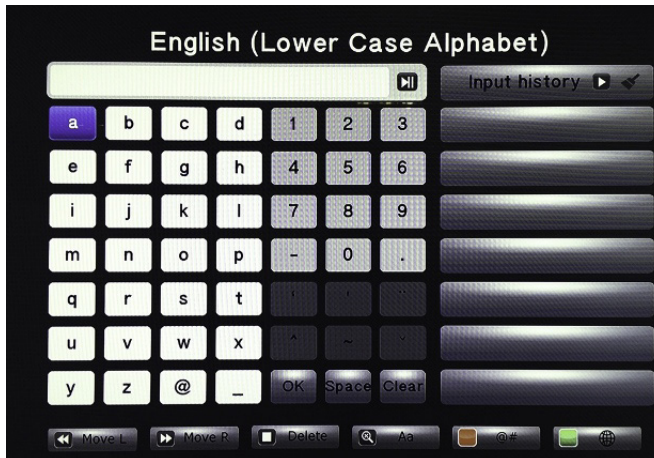 English (Lower Case Alphabet)
Input history
a b c d 1 2 3
e f g h 4 5 6
i j k l 7 8 9
m n o p - 0 .
q r s t ' ' ¨
u v w x ^ ~ ˇ
y z @ _ OK Space Clear
Move L Move R Delete Aa @#